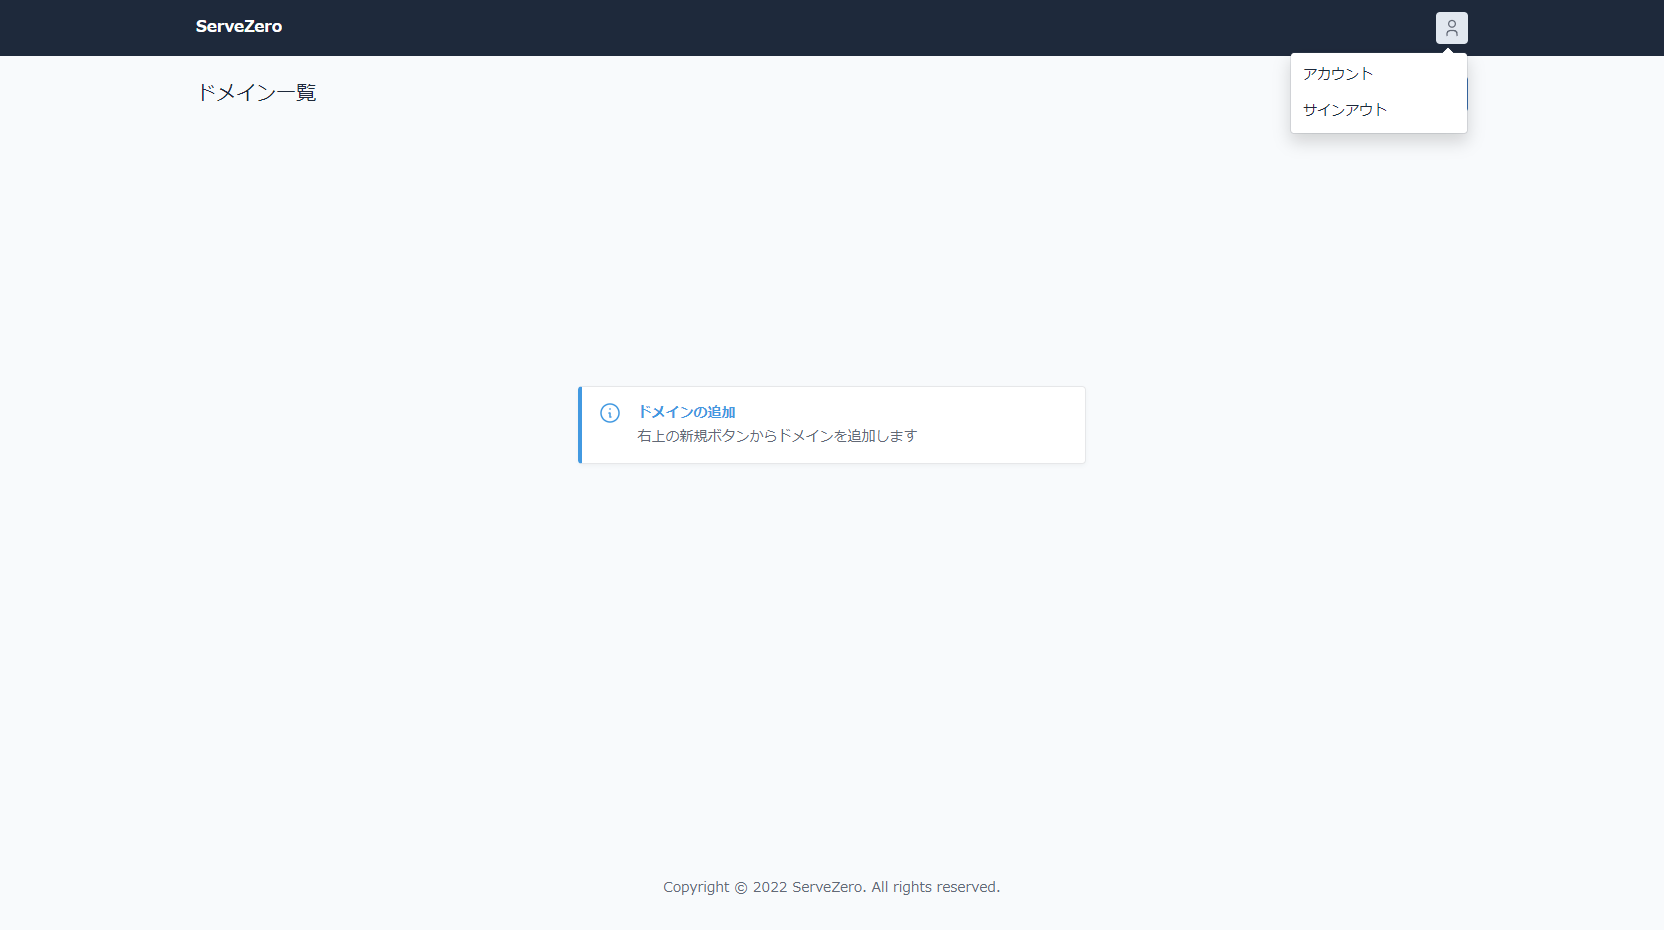 ServeZero
アカウント
サインアウト
ドメイン一覧
ドメインの追加
右上の新規ボタンからドメインを追加します
Copyright © 2022 ServeZero. All rights reserved.